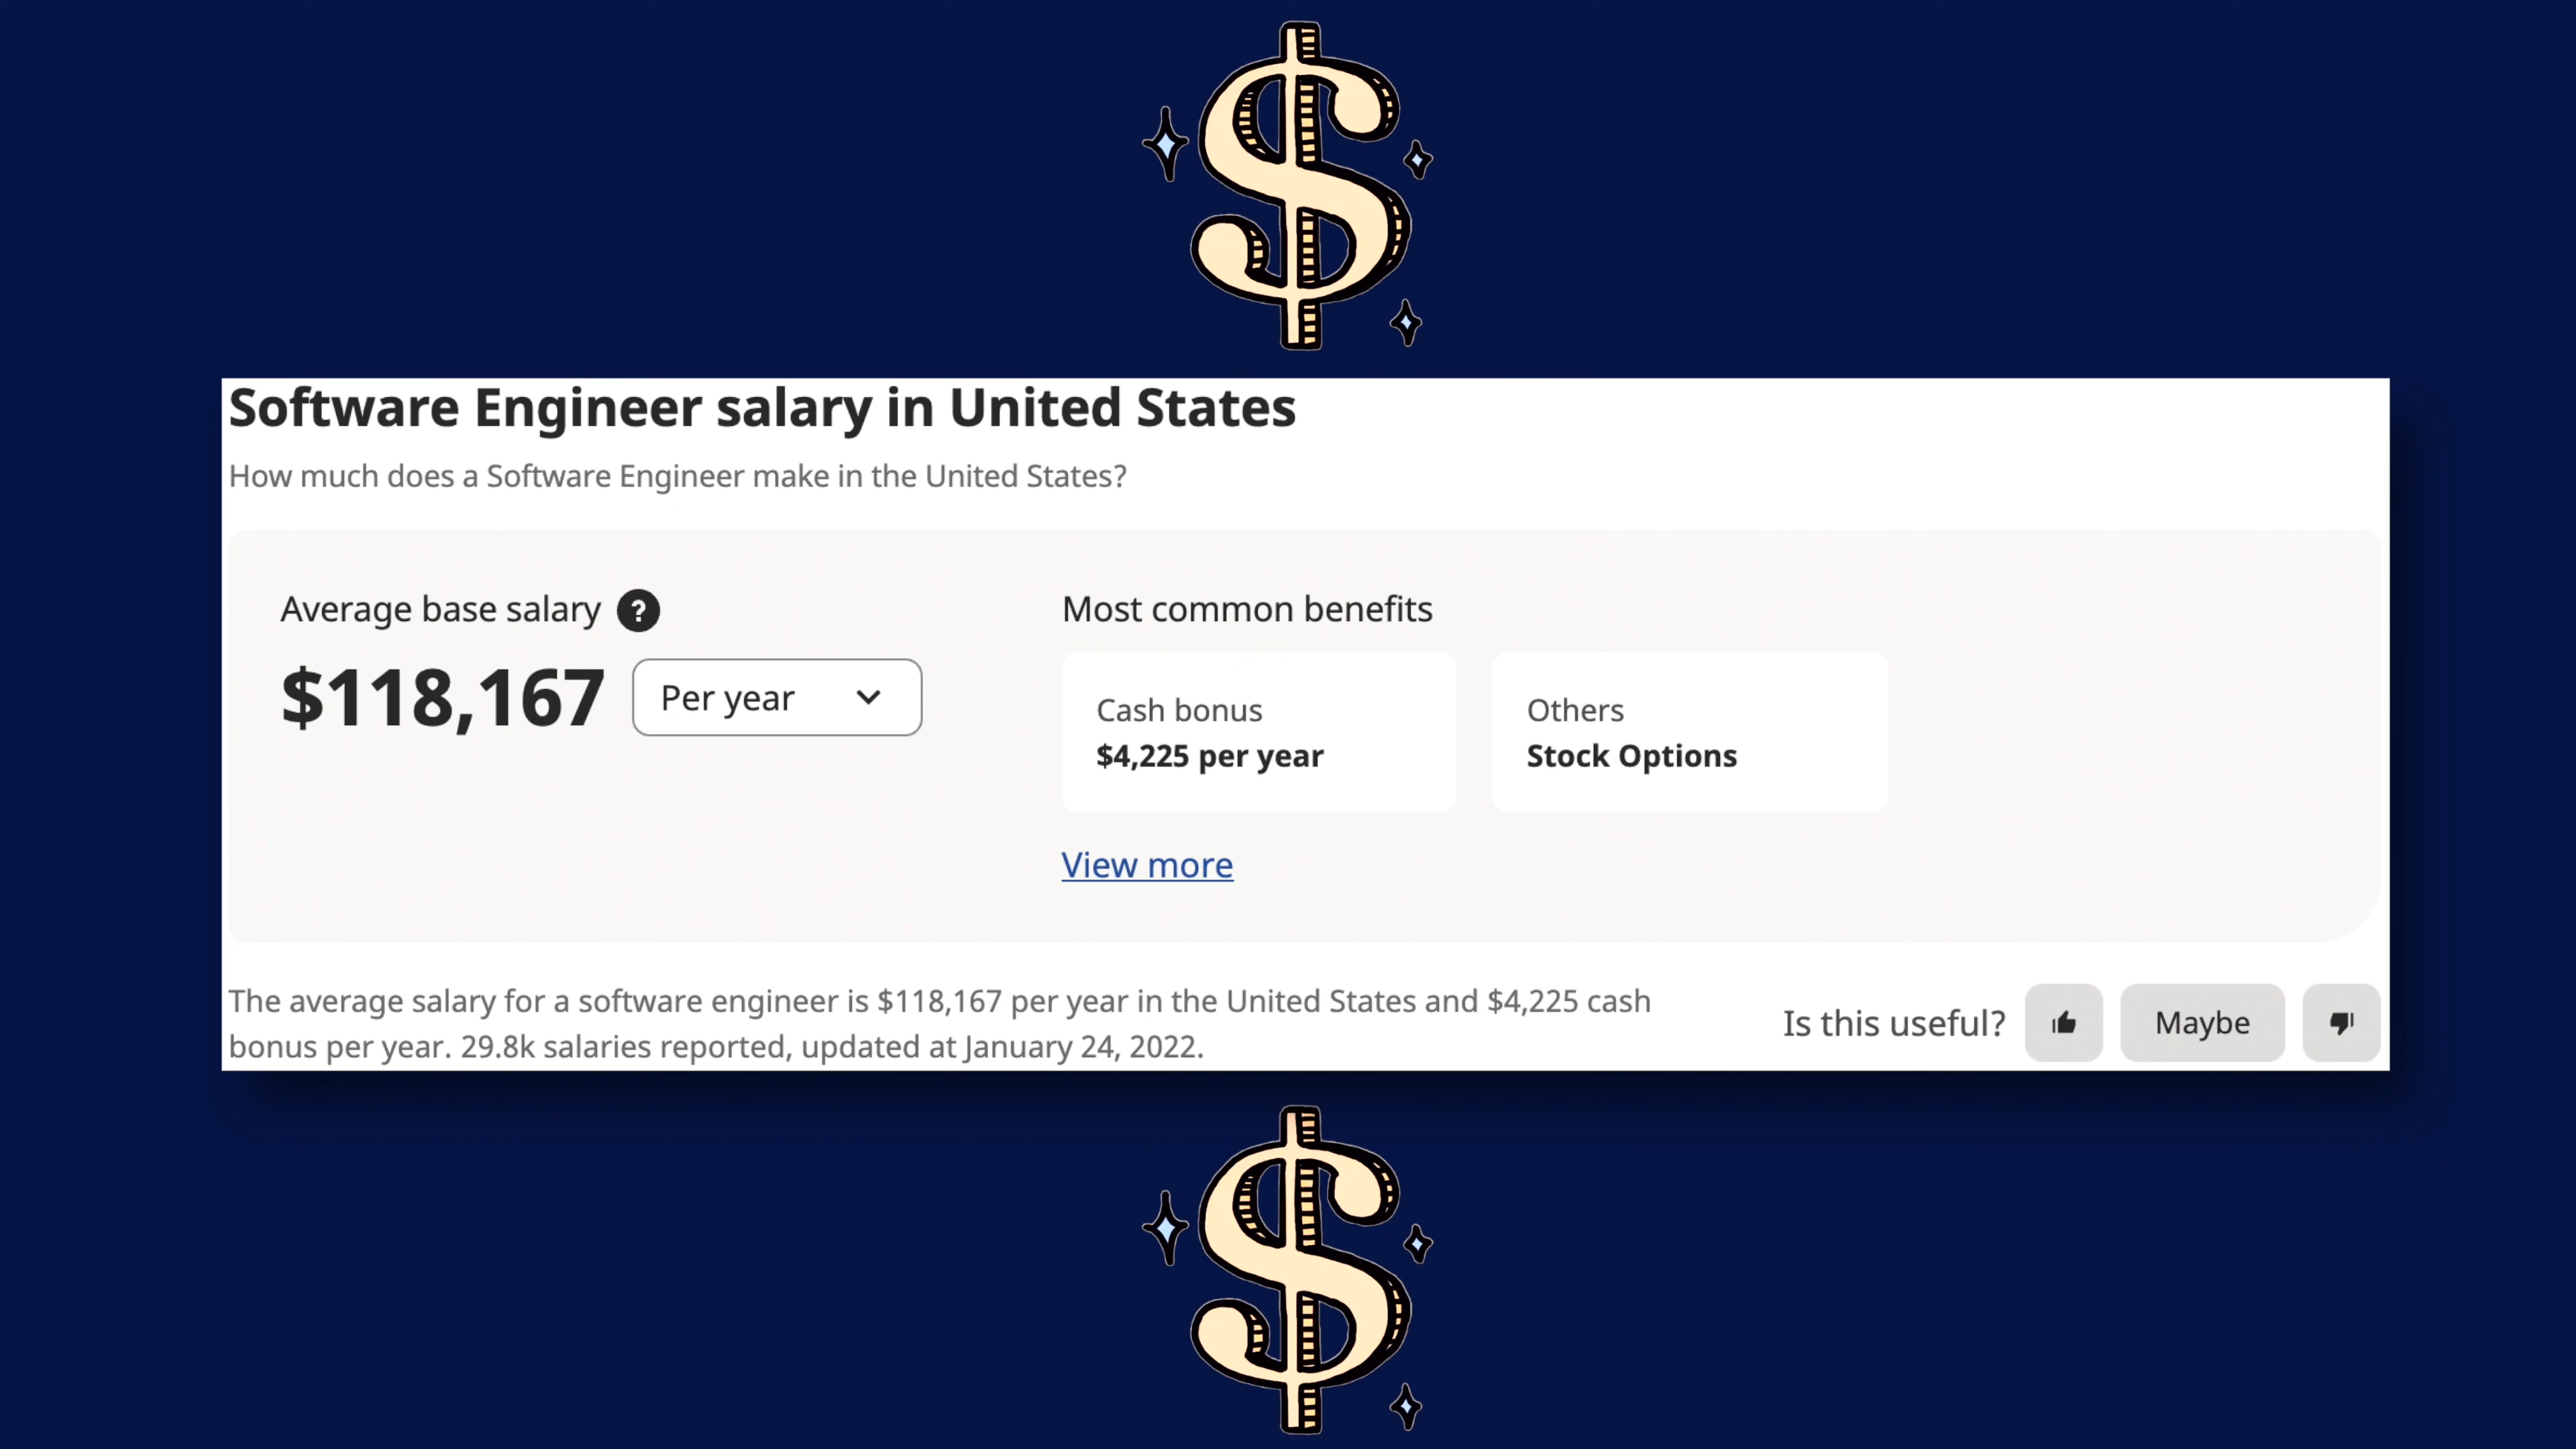 Software Engineer salary in United States
How much does a Software Engineer make in the United States?
Average base salary ?
$118,167 Per year
Most common benefits
Cash bonus
$4,225 per year
Others
Stock Options
View more
The average salary for a software engineer is $118,167 per year in the United States and $4,225 cash
bonus per year. 29.8k salaries reported, updated at January 24, 2022.
Is this useful? Maybe